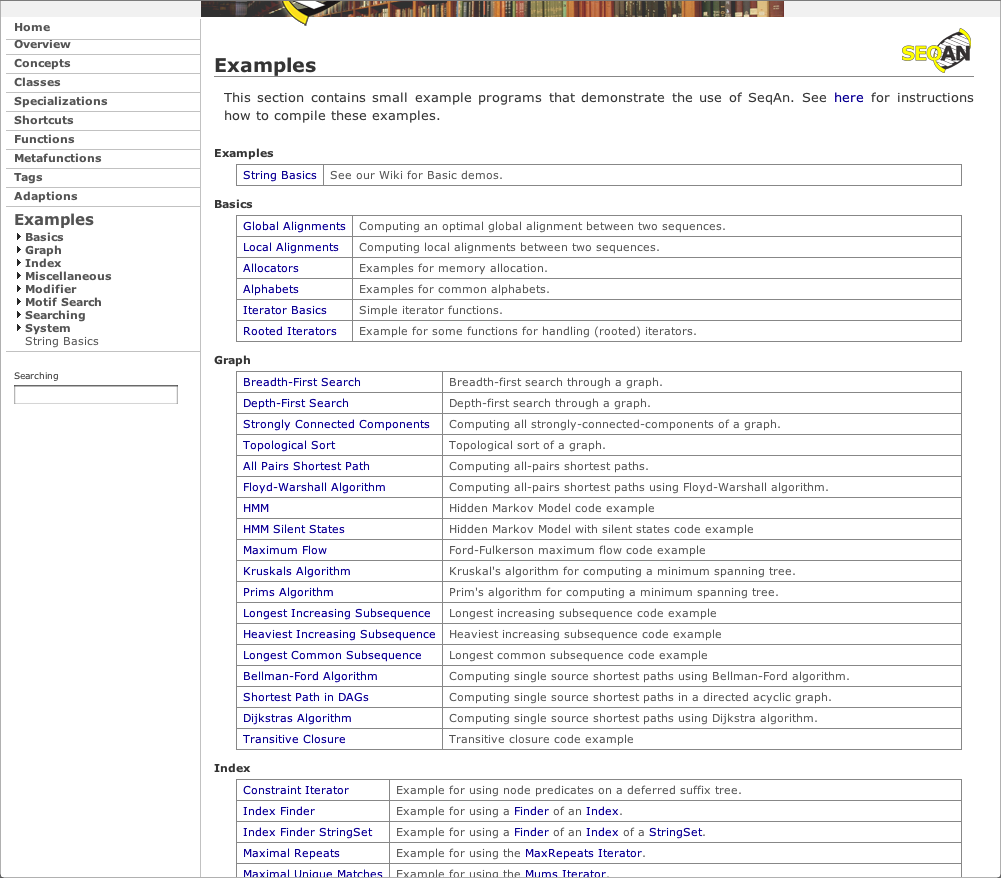 Home
Overview
Concepts
Classes
Specializations
Shortcuts
Functions
Metafunctions
Tags
Adaptions
Examples
Basics
Graph
Index
Miscellaneous
Modifier
Motif Search
Searching
System
String Basics
Searching
SEQAN
Examples
This section contains small example programs that demonstrate the use of SeqAn. See here for instructions
how to compile these examples.
Examples
String Basics See our Wiki for Basic demos.
Basics
Global Alignments Computing an optimal global alignment between two sequences.
Local Alignments Computing local alignments between two sequences.
Allocators Examples for memory allocation.
Alphabets Examples for common alphabets.
Iterator Basics Simple iterator functions.
Rooted Iterators Example for some functions for handling (rooted) iterators.
Graph
Breadth-First Search Breadth-first search through a graph.
Depth-First Search Depth-first search through a graph.
Strongly Connected Components Computing all strongly-connected-components of a graph.
Topological Sort Topological sort of a graph.
All Pairs Shortest Path Computing all-pairs shortest paths.
Floyd-Warshall Algorithm Computing all-pairs shortest paths using Floyd-Warshall algorithm.
HMM Hidden Markov Model code example
HMM Silent States Hidden Markov Model with silent states code example
Maximum Flow Ford-Fulkerson maximum flow code example
Kruskals Algorithm Kruskal's algorithm for computing a minimum spanning tree.
Prims Algorithm Prim's algorithm for computing a minimum spanning tree.
Longest Increasing Subsequence Longest increasing subsequence code example
Heaviest Increasing Subsequence Heaviest increasing subsequence code example
Longest Common Subsequence Longest common subsequence code example
Bellman-Ford Algorithm Computing single source shortest paths using Bellman-Ford algorithm.
Shortest Path in DAGs Computing single source shortest paths in a directed acyclic graph.
Dijkstras Algorithm Computing single source shortest paths using Dijkstra algorithm.
Transitive Closure Transitive closure code example
Index
Constraint Iterator Example for using node predicates on a deferred suffix tree.
Index Finder Example for using a Finder of an Index.
Index Finder StringSet Example for using a Finder of an Index of a StringSet.
Maximal Repeats Example for using the MaxRepeats Iterator.
Maximal Unique Matches Example for using the Mums Iterator.